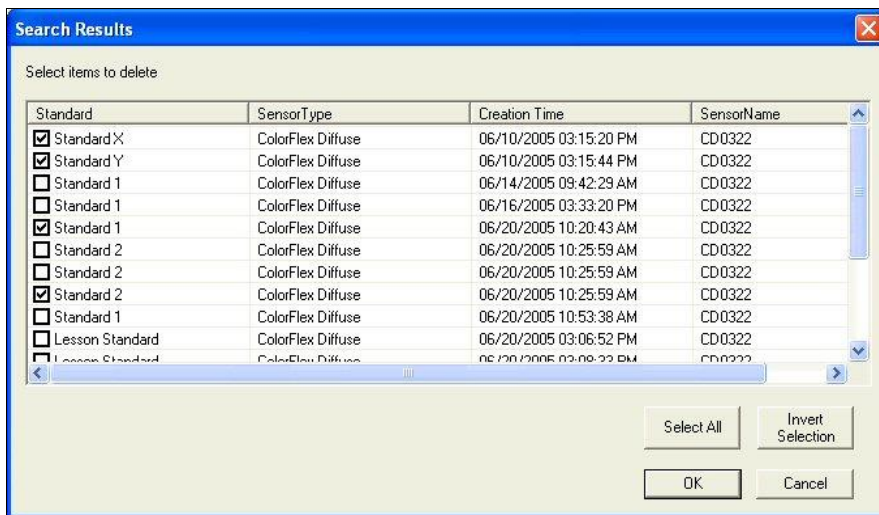 Search Results
Select items to delete
Standard SensorType Creation Time SensorName
Standard X ColorFlex Diffuse 06/10/2005 03:15:20 PM CD0322
Standard Y ColorFlex Diffuse 06/10/2005 03:15:44 PM CD0322
Standard 1 ColorFlex Diffuse 06/14/2005 09:42:29 AM CD0322
Standard 1 ColorFlex Diffuse 06/16/2005 03:33:20 PM CD0322
Standard 1 ColorFlex Diffuse 06/20/2005 10:20:43 AM CD0322
Standard 2 ColorFlex Diffuse 06/20/2005 10:25:59 AM CD0322
Standard 2 ColorFlex Diffuse 06/20/2005 10:25:59 AM CD0322
Standard 2 ColorFlex Diffuse 06/20/2005 10:25:59 AM CD0322
Standard 1 ColorFlex Diffuse 06/20/2005 10:53:38 AM CD0322
Lesson Standard ColorFlex Diffuse 06/20/2005 03:06:52 PM CD0322
Lesson Standard ColorFlex Diffuse PM CD0322
Select All
Invert
Selection
OK
Cancel